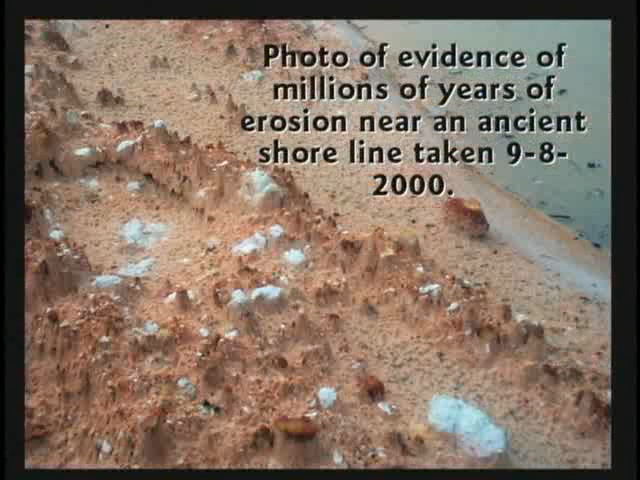 Photo of evidence of
millions of years of
erosion near an ancient
shore line taken 9-8-
2000.